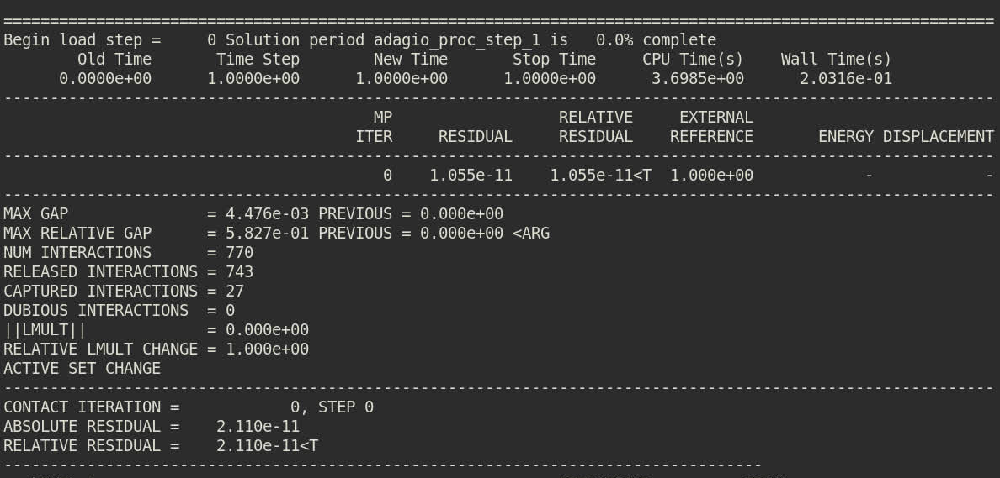 ================================================================================
Begin load step =     0 Solution period adagio_proc_step_1 is   0.0% complete
        Old Time       Time Step        New Time       Stop Time     CPU Time(s)    Wall Time(s)
      0.0000e+00      1.0000e+00      1.0000e+00      1.0000e+00      3.6985e+00      2.0316e-01
--------------------------------------------------------------------------------
                                        MP                  RELATIVE     EXTERNAL
                                      ITER     RESIDUAL     RESIDUAL    REFERENCE       ENERGY DISPLACEMENT
--------------------------------------------------------------------------------
                                         0    1.055e-11    1.055e-11<T  1.000e+00            -            -
--------------------------------------------------------------------------------
MAX GAP               = 4.476e-03 PREVIOUS = 0.000e+00
MAX RELATIVE GAP      = 5.827e-01 PREVIOUS = 0.000e+00 <ARG
NUM INTERACTIONS      = 770
RELEASED INTERACTIONS = 743
CAPTURED INTERACTIONS = 27
DUBIOUS INTERACTIONS  = 0
||LMULT||             = 0.000e+00
RELATIVE LMULT CHANGE = 1.000e+00
ACTIVE SET CHANGE
--------------------------------------------------------------------------------
CONTACT ITERATION =            0, STEP 0
ABSOLUTE RESIDUAL =    2.110e-11
RELATIVE RESIDUAL =    2.110e-11<T
--------------------------------------------------------------------------------